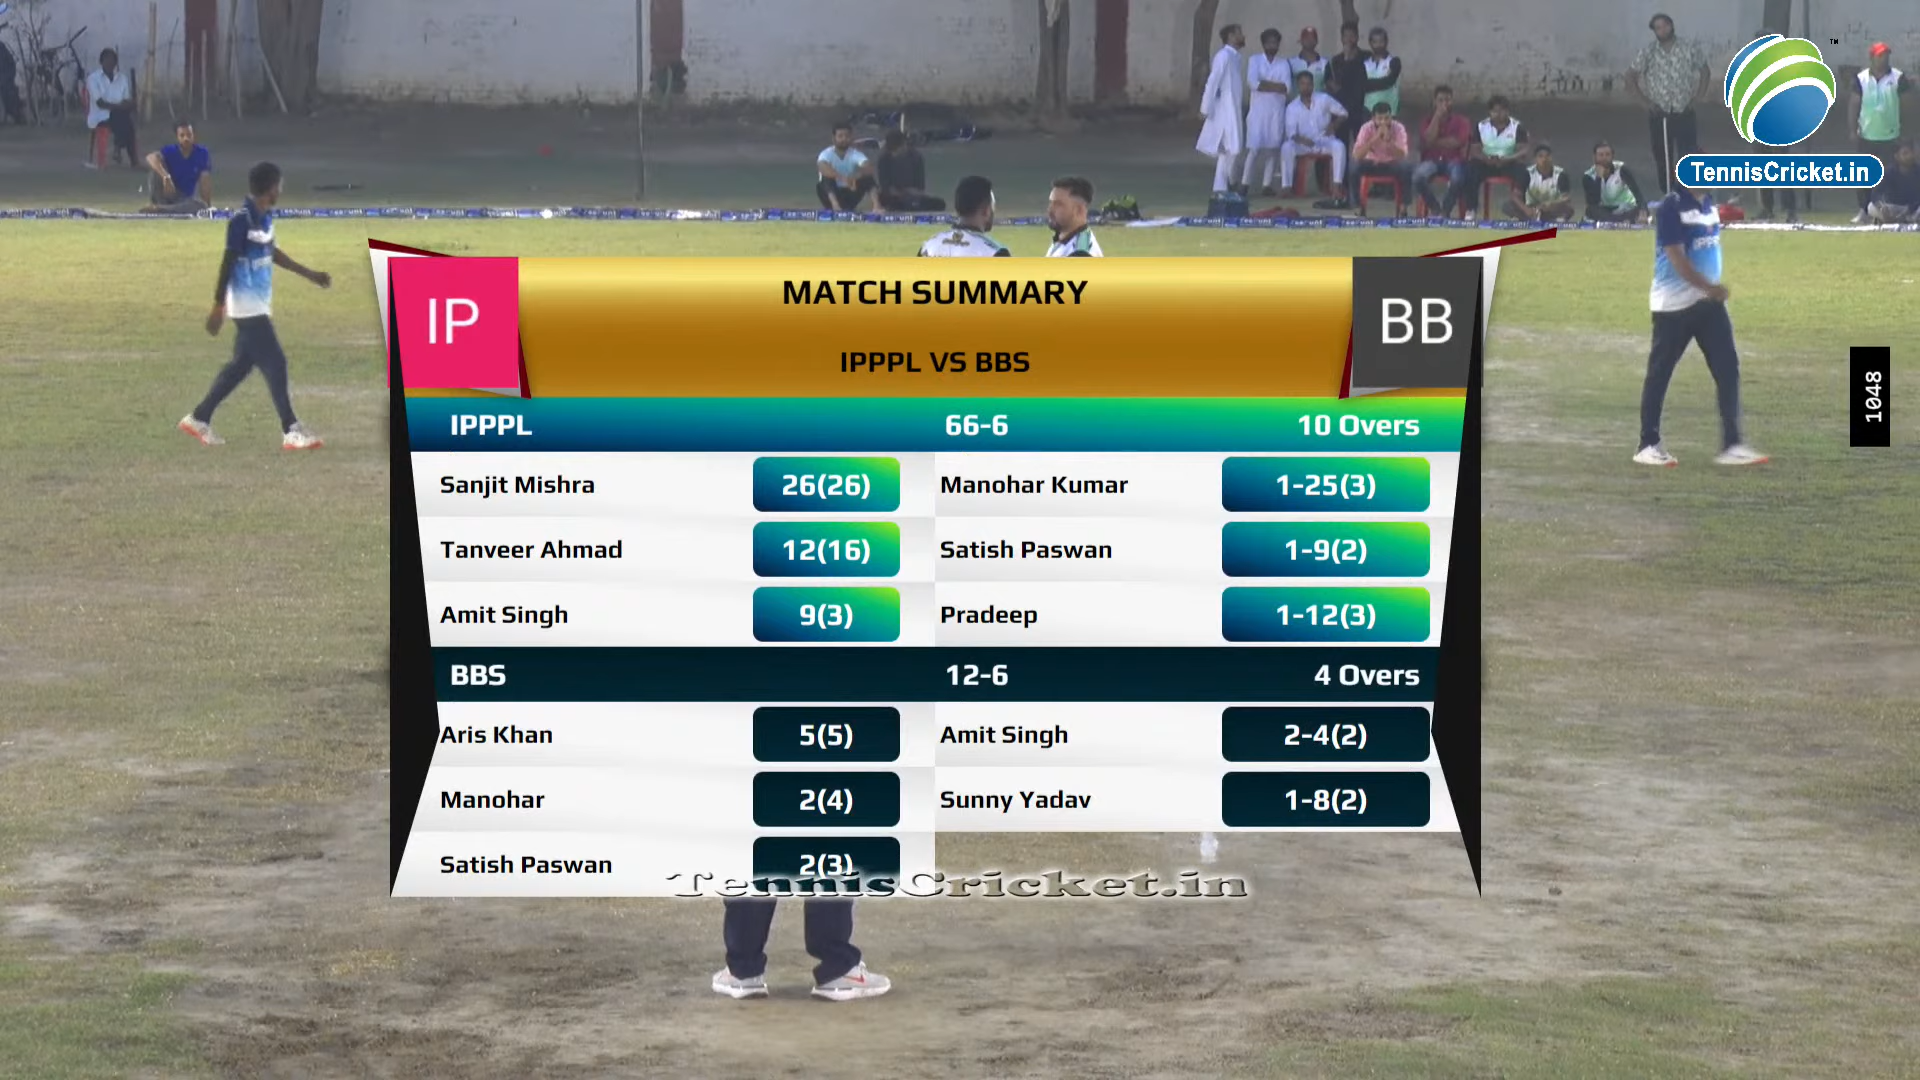 TM
TennisCricket.in
IP
MATCH SUMMARY
BB
IPPPL VS BBS
1048
IPPPL 66-6 10 Overs
Sanjit Mishra 26(26) Manohar Kumar 1-25(3)
Tanveer Ahmad 12(16) Satish Paswan 1-9(2)
Amit Singh 9(3) Pradeep 1-12(3)
BBS 12-6 4 Overs
Aris Khan 5(5) Amit Singh 2-4(2)
Manohar 2(4) Sunny Yadav 1-8(2)
Satish Paswan 2(3)
TennisCricket.in